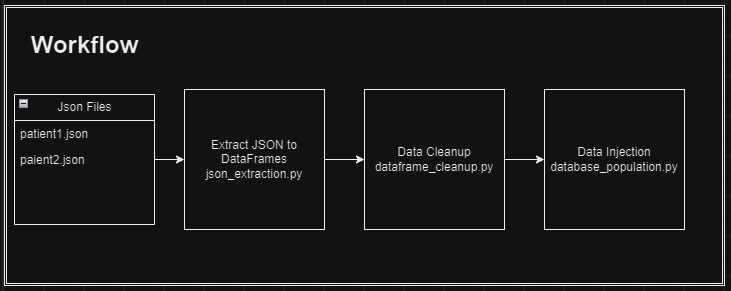 Workflow
Json Files
patient1.json
paient2.json
Extract JSON to
DataFrames
json_extraction.py
Data Cleanup
dataframe_cleanup.py
Data Injection
database_population.py